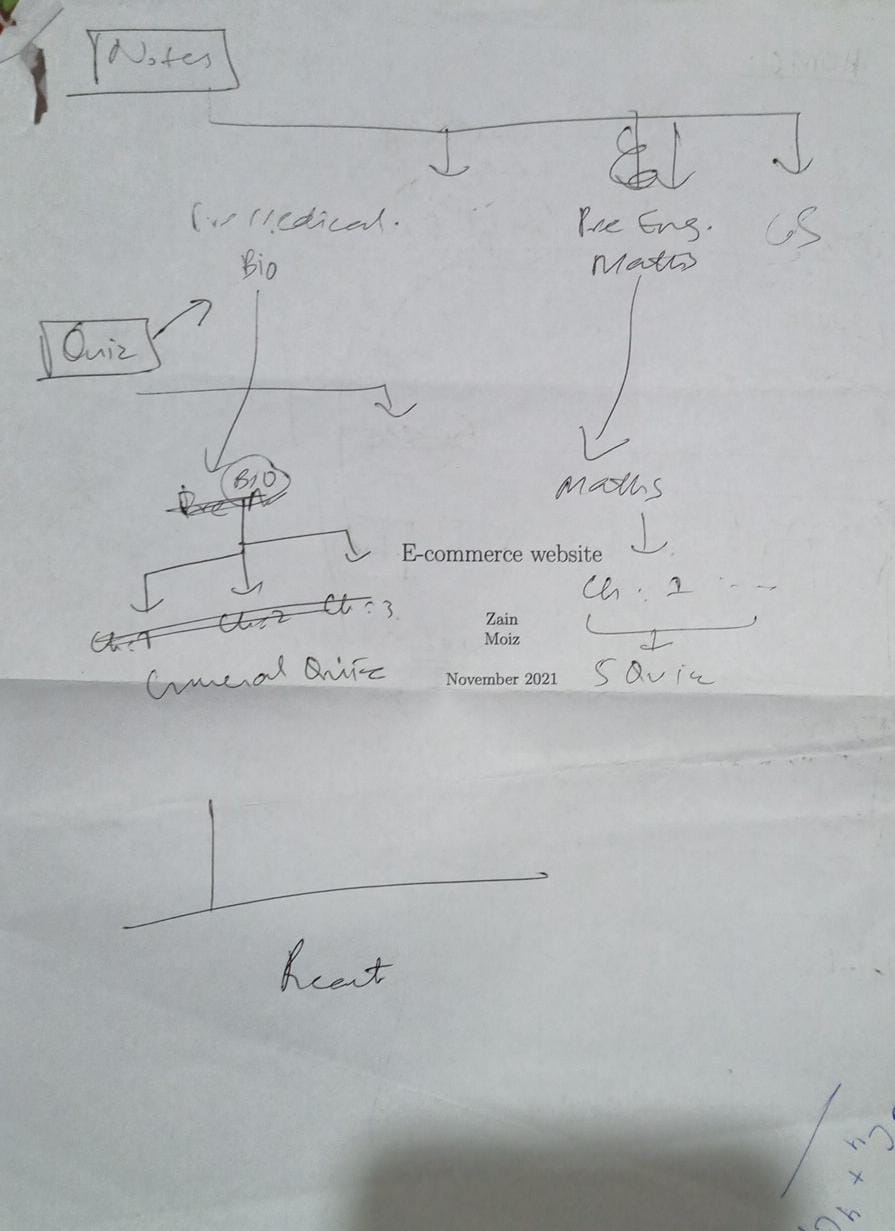 Notes
Pre Medical. Pre Eng. CS
Bio Maths
Quiz
Bio Maths
E-commerce website
Ch. 1 - - -
Ch:1 Ch:2 Ch:3
Zain
Moiz
General Quiz 5 Quiz
November 2021
React